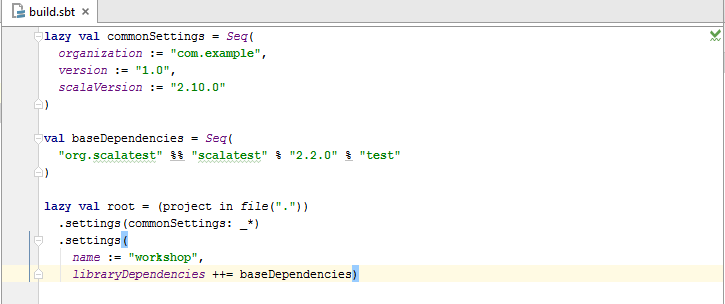 build.sbt
lazy val commonSettings = Seq(
  organization := "com.example",
  version := "1.0",
  scalaVersion := "2.10.0"
)
val baseDependencies = Seq(
  "org.scalatest" %% "scalatest" % "2.2.0" % "test"
)
lazy val root = (project in file("."))
  .settings(commonSettings: _*)
  .settings(
    name := "workshop",
    libraryDependencies ++= baseDependencies)